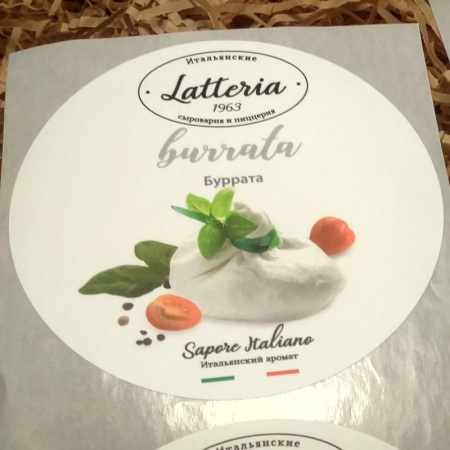 Итальянские
Latteria
1963
сыроварня и пиццерия
burrata
Буррата
Sapore Italiano
Итальянский аромат
Итальянские